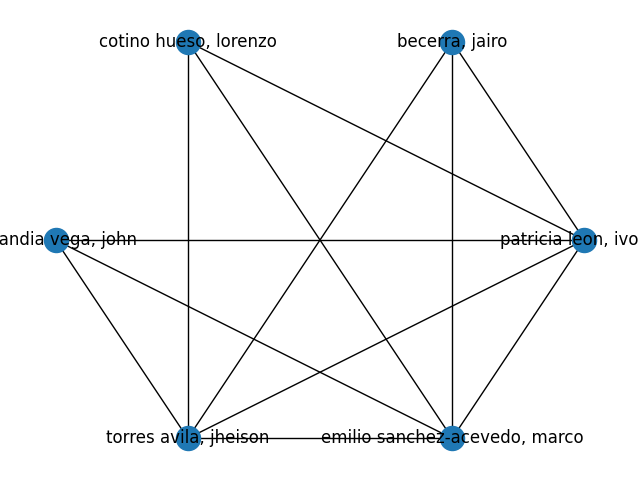 cotino hueso, lorenzo
becerra, jairo
andia vega, john
patricia leon, ivo
torres avila, jheison
emilio sanchez-acevedo, marco